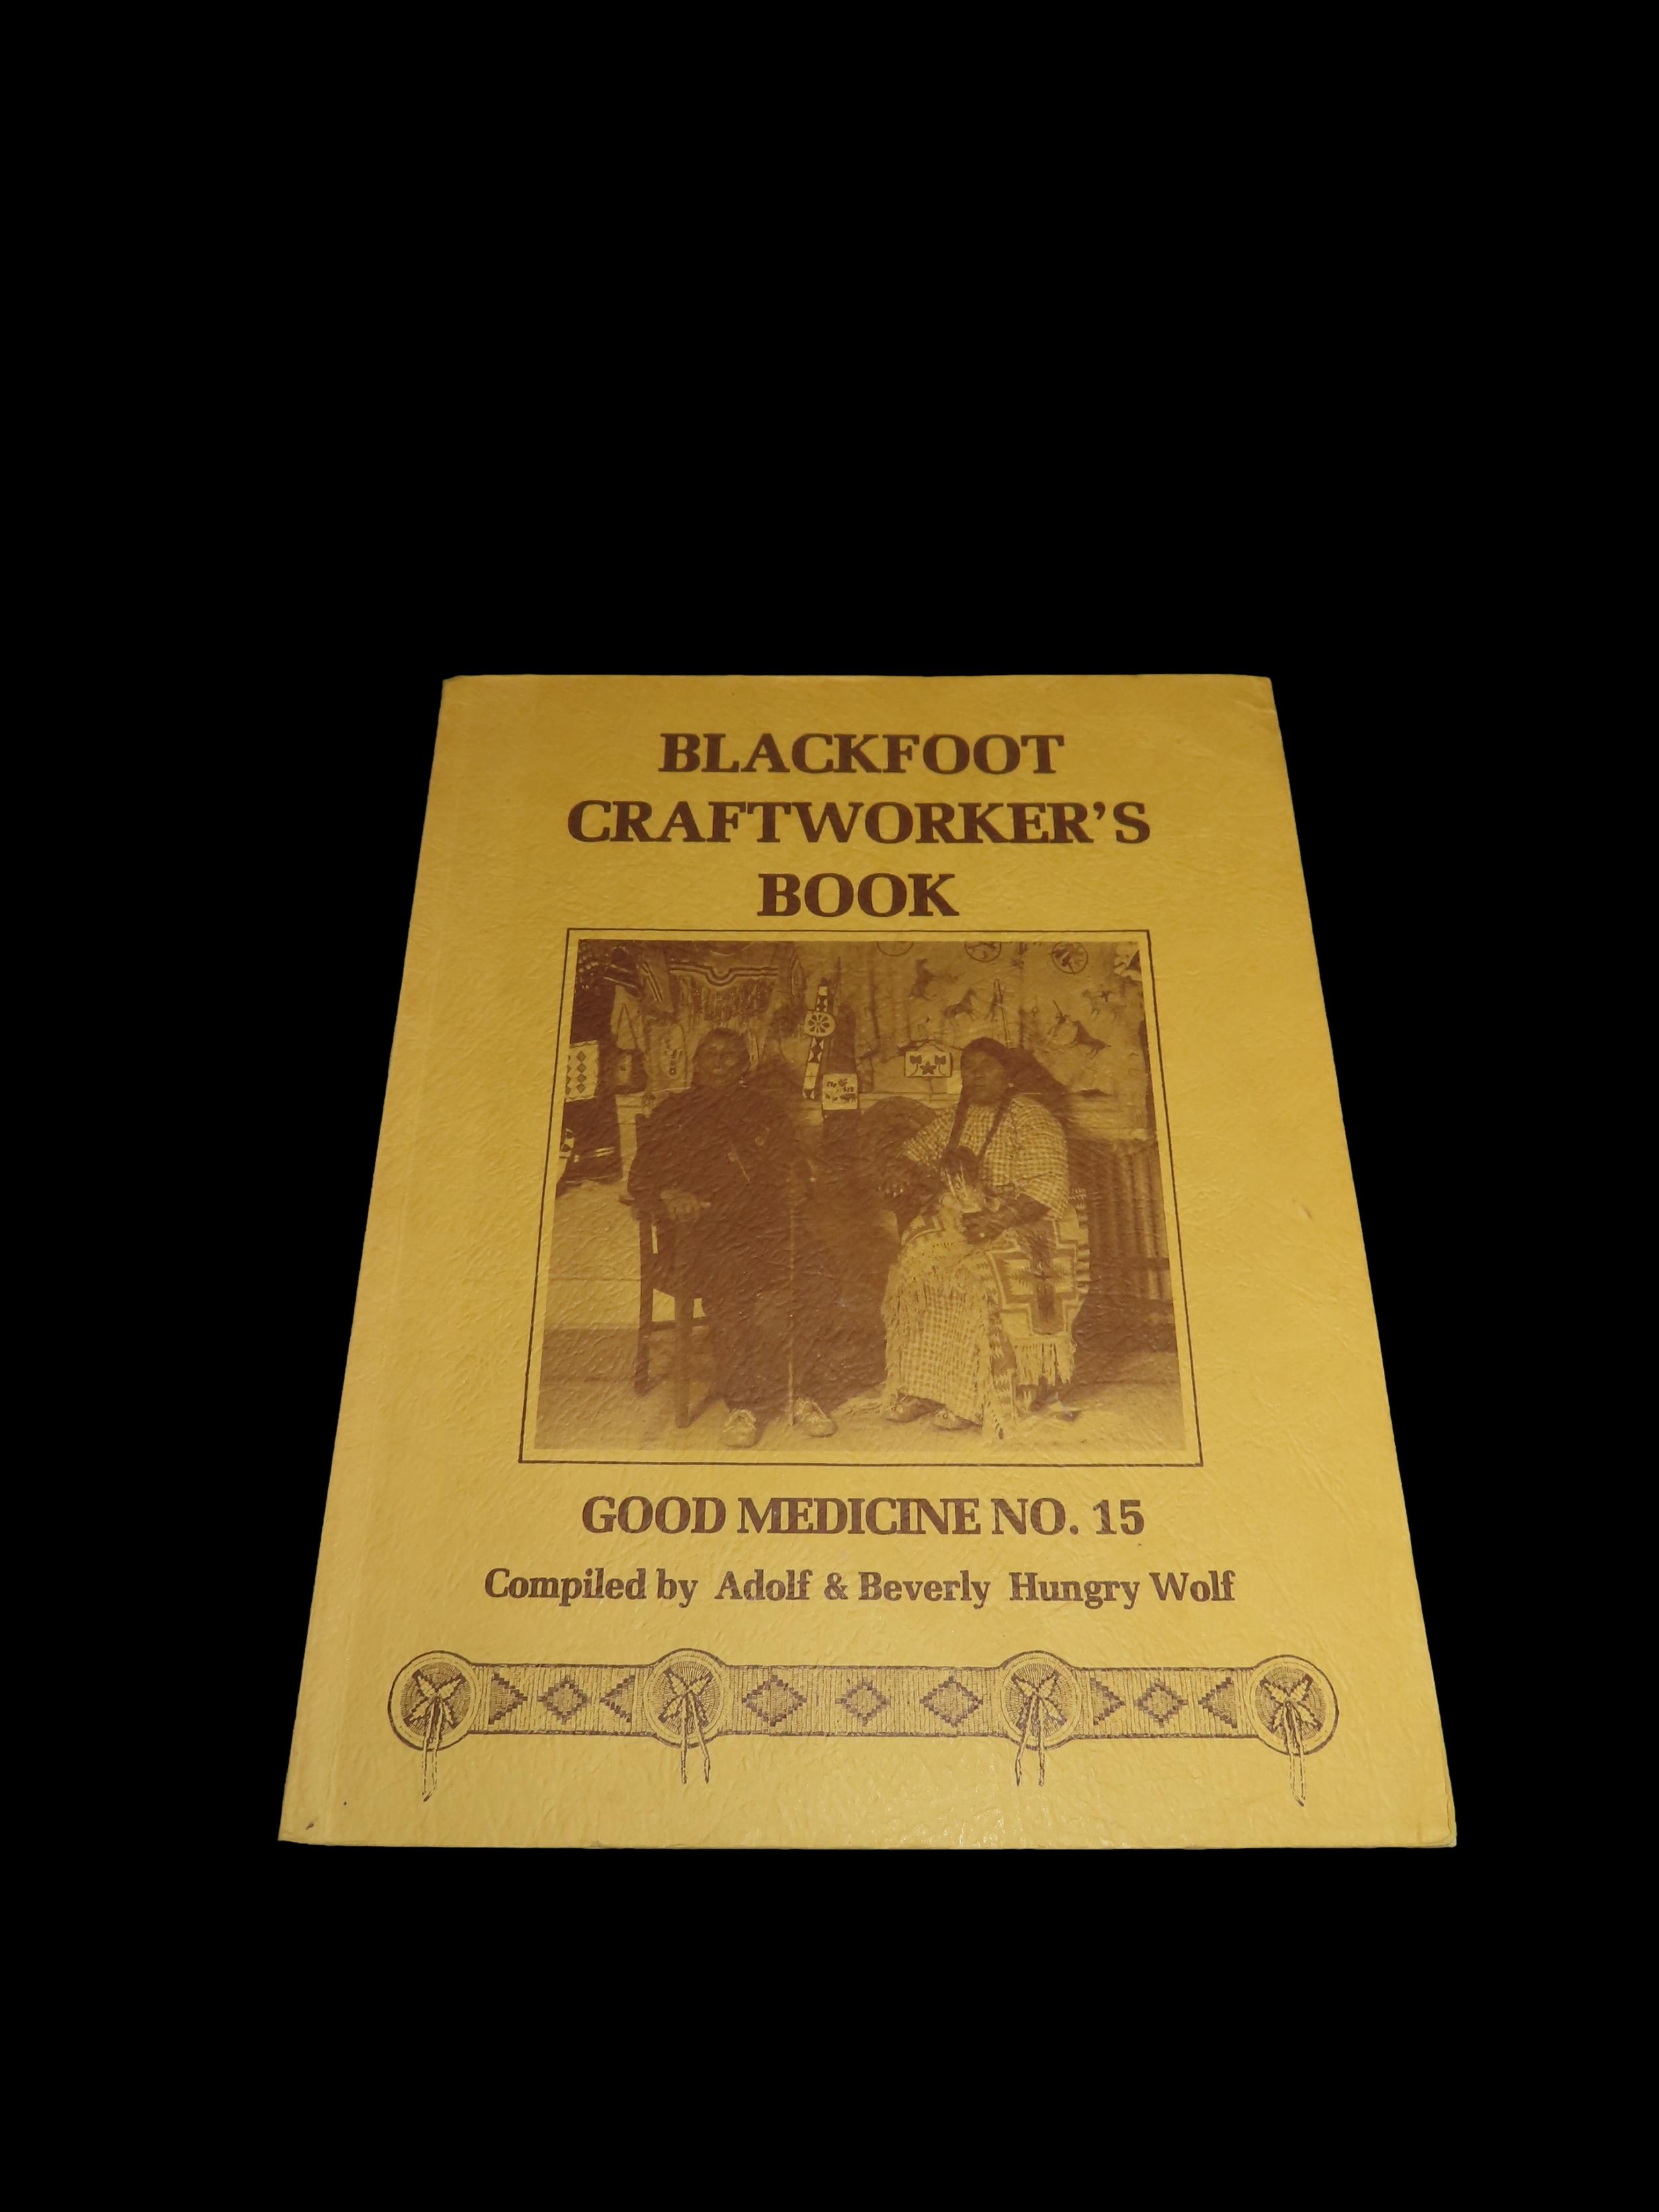 BLACKFOOT
CRAFTWORKER'S
BOOK
GOOD MEDICINE NO. 15
Compiled by Adolf & Beverly Hungry Wolf